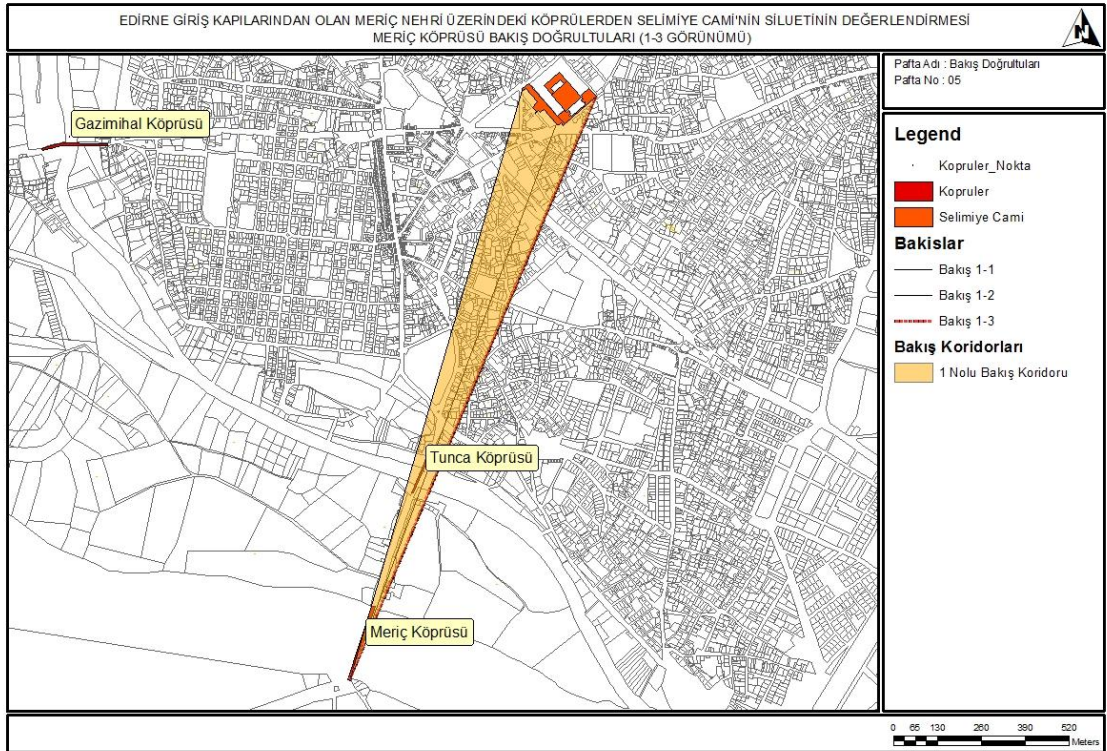 EDİRNE GİRİŞ KAPILARINDAN OLAN MERİÇ NEHRİ ÜZERİNDEKİ KÖPRÜLERDEN SELİMİYE CAMİ'NİN SİLUETİNİN DEĞERLENDİRMESİ
MERİÇ KÖPRÜSÜ BAKIŞ DOĞRULTULARI (1-3 GÖRÜNÜMÜ)
N
Pafta Adı : Bakış Doğrultuları
Pafta No : 05
Gazimihal Köprüsü
Tunca Köprüsü
Meriç Köprüsü
Legend
Kopruler_Nokta
Kopruler
Selimiye Cami
Bakislar
Bakış 1-1
Bakış 1-2
Bakış 1-3
Bakış Koridorları
1 Nolu Bakış Koridoru
0 65 130 260 390 520
Meters